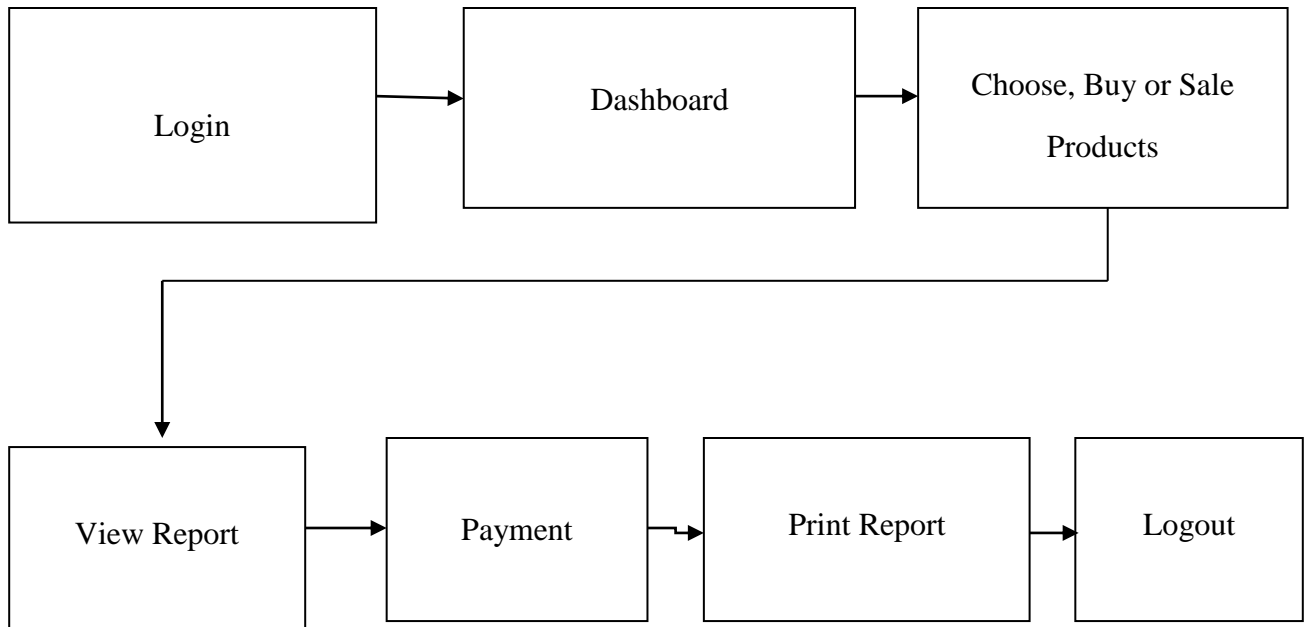 Login
Dashboard
Choose, Buy or Sale
Products
View Report
Payment
Print Report
Logout